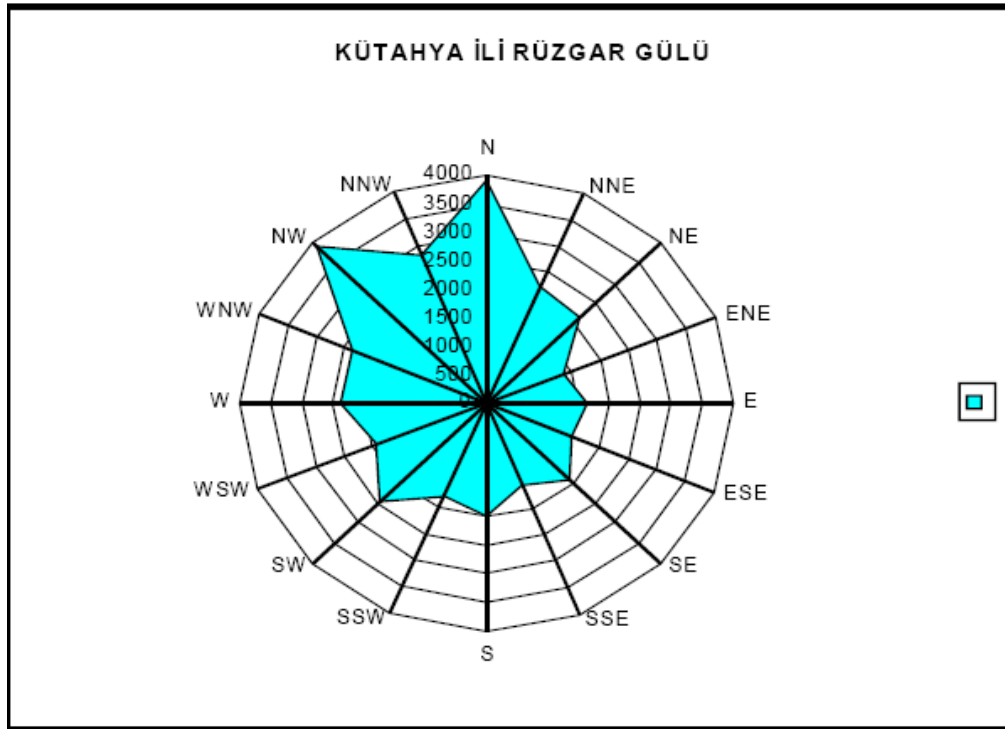 KÜTAHYA İLİ RÜZGAR GÜLÜ
N
NNE
NE
ENE
E
ESE
SE
SSE
S
SSW
SW
WSW
W
WNW
NW
NNW
4000
3500
3000
2500
2000
1500
1000
500
0